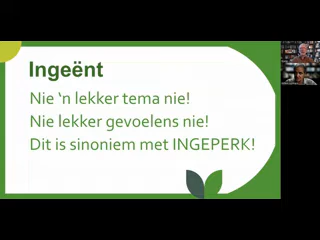 Ingeënt
Nie ‘n lekker tema nie!
Nie lekker gevoelens nie!
Dit is sinoniem met INGEPERK!